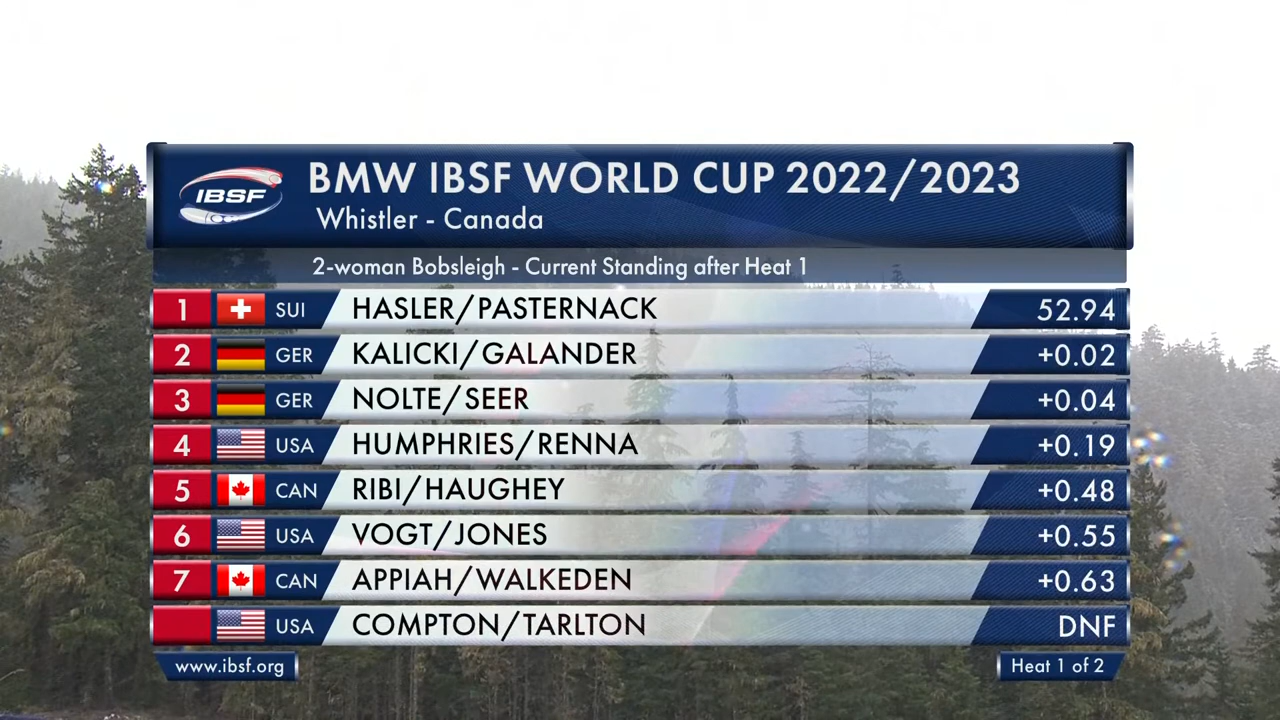 IBSF
BMW IBSF WORLD CUP 2022/2023
Whistler - Canada
2-woman Bobsleigh - Current Standing after Heat 1
1 SUI HASLER/PASTERNACK 52.94
2 GER KALICKI/GALANDER +0.02
3 GER NOLTE/SEER +0.04
4 USA HUMPHRIES/RENNA +0.19
5 CAN RIBI/HAUGHEY +0.48
6 USA VOGT/JONES +0.55
7 CAN APPIAH/WALKEDEN +0.63
USA COMPTON/TARLTON DNF
www.ibsf.org Heat 1 of 2